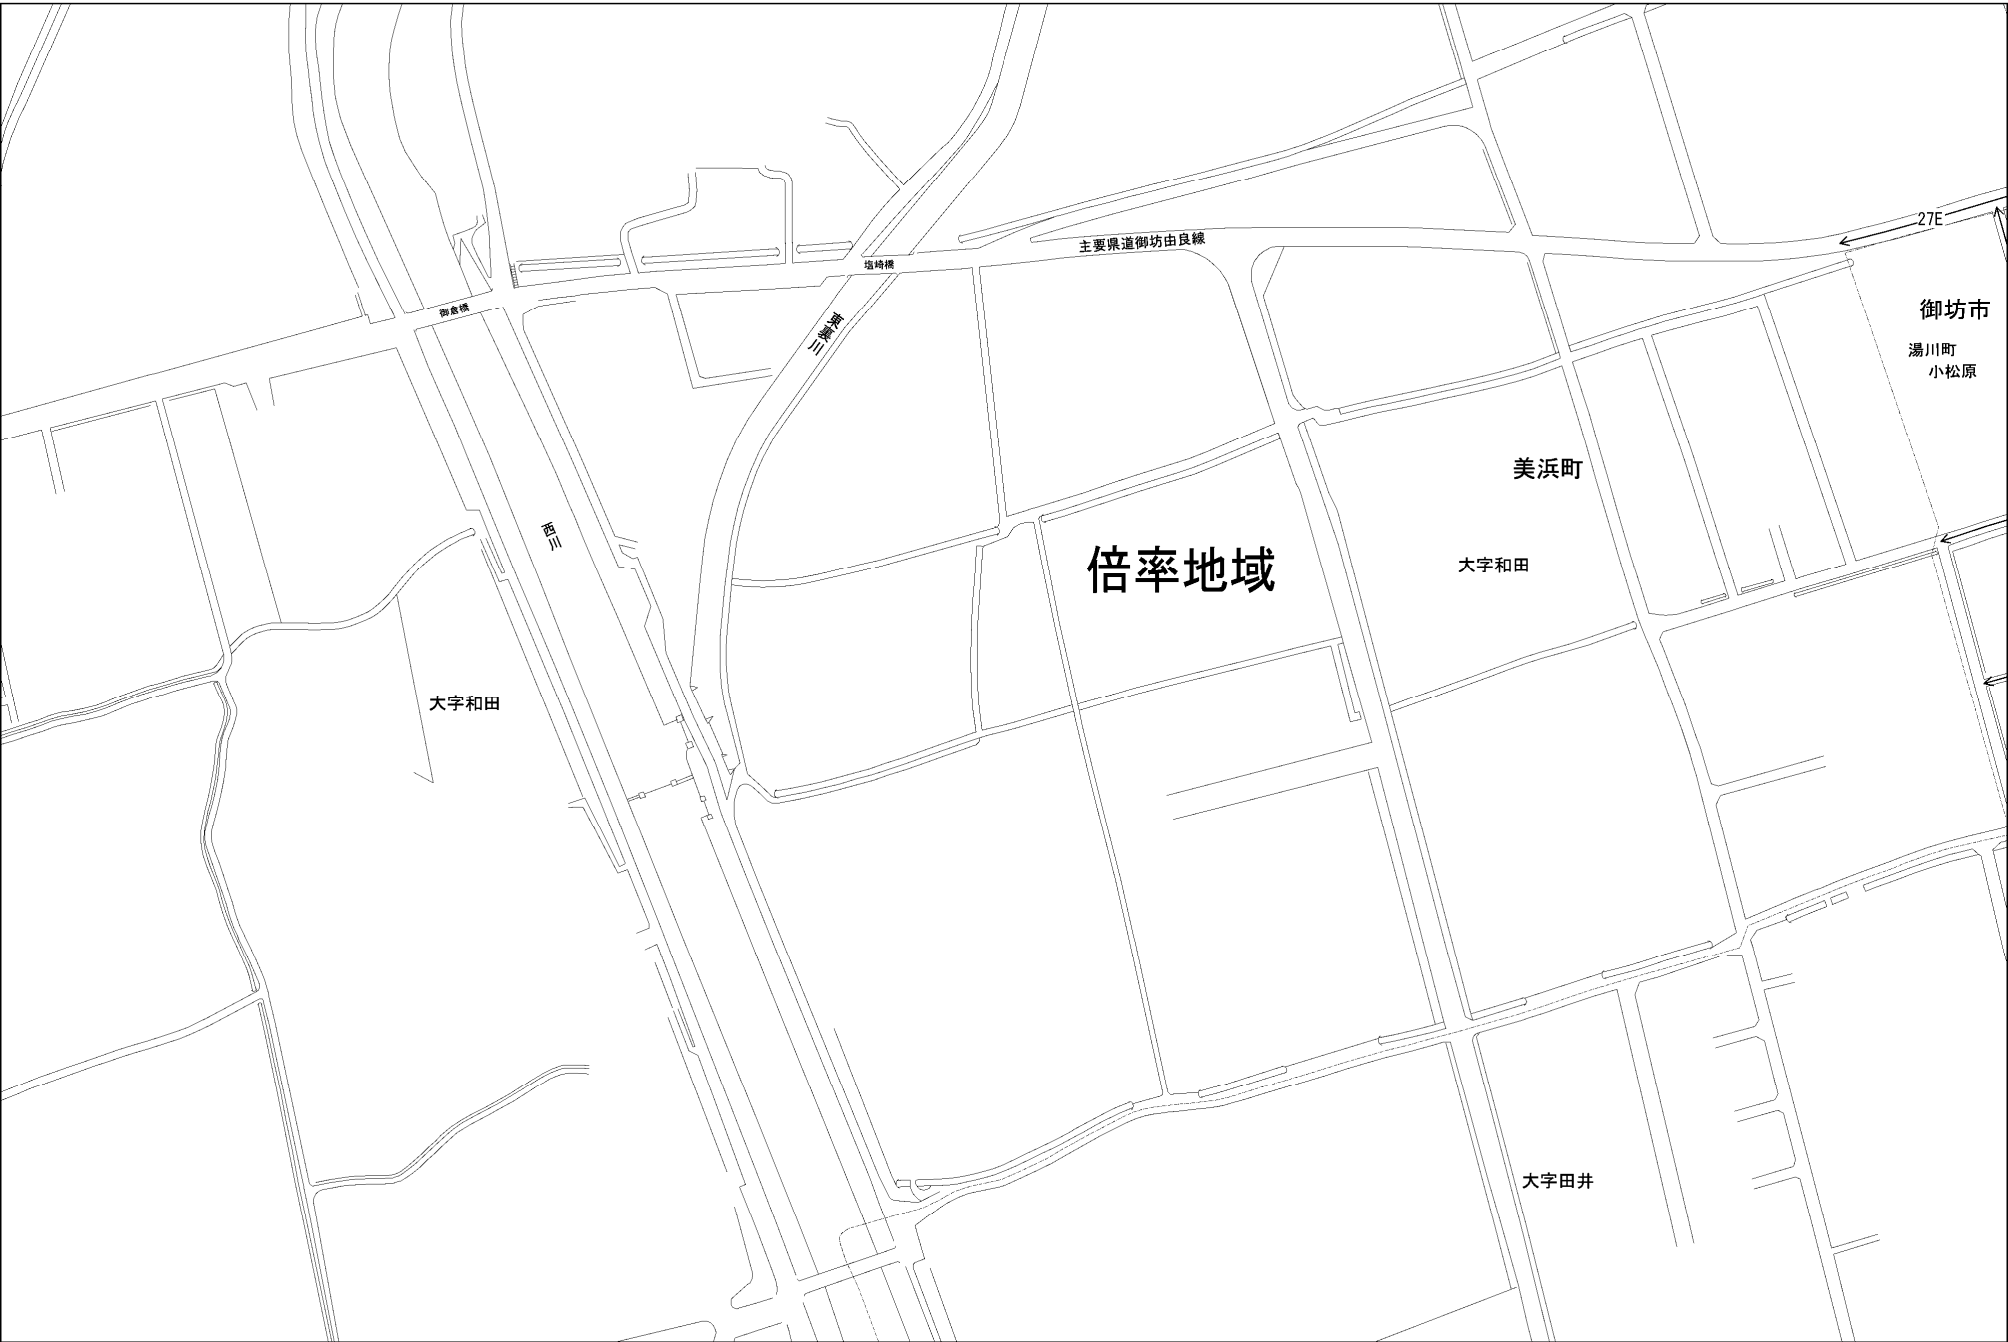 27E
主要県道御坊由良線
塩崎橋
御倉橋
東裏川
御坊市
湯川町
小松原
美浜町
西川
倍率地域
大字和田
大字和田
大字田井